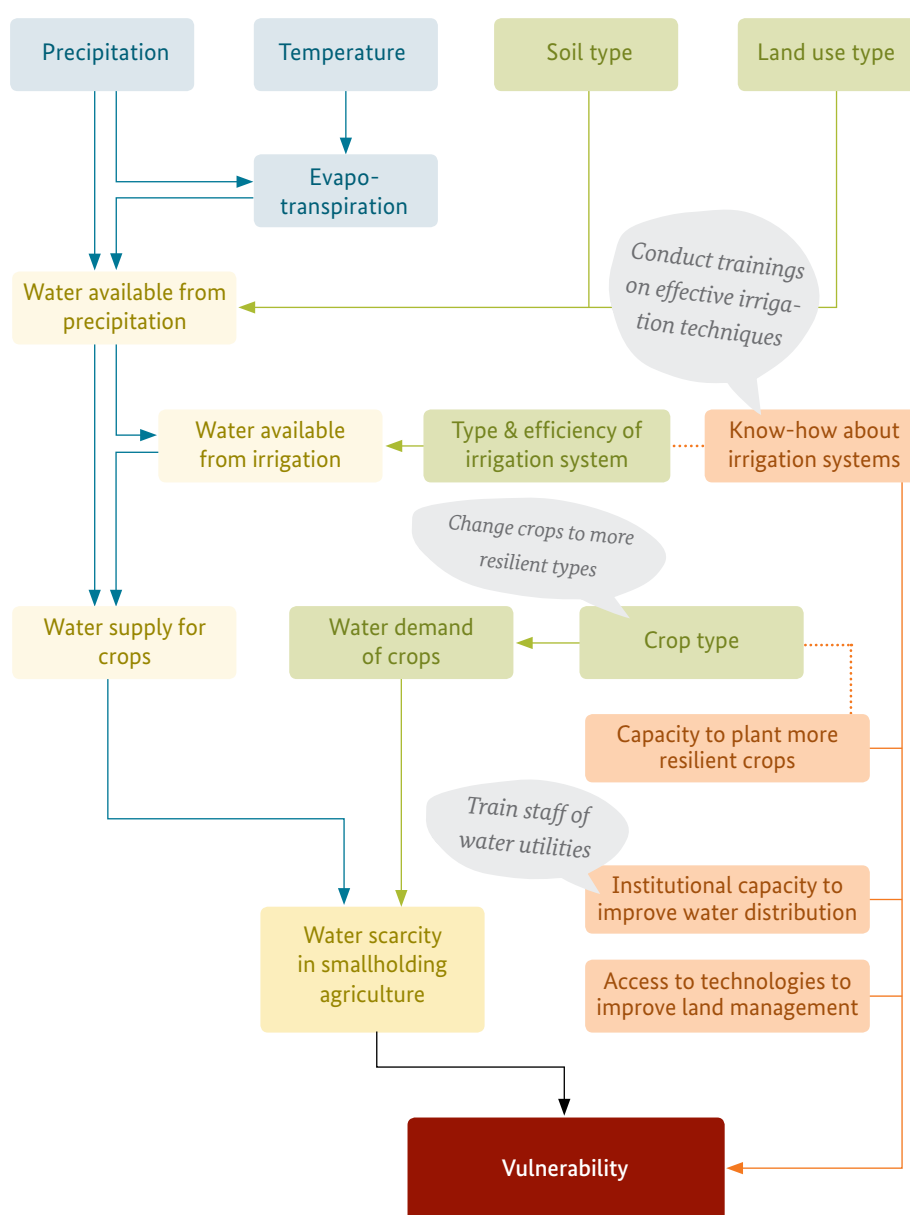 Precipitation
Temperature
Soil type
Land use type
Evapo-
transpiration
Conduct trainings
on effective irriga-
tion techniques
Water available from
precipitation
Water available
from irrigation
Type & efficiency of
irrigation system
Know-how about
irrigation systems
Change crops to more
resilient types
Water supply for
crops
Water demand
of crops
Crop type
Capacity to plant more
resilient crops
Train staff of
water utilities
Institutional capacity to
improve water distribution
Water scarcity
in smallholding
agriculture
Access to technologies to
improve land management
Vulnerability